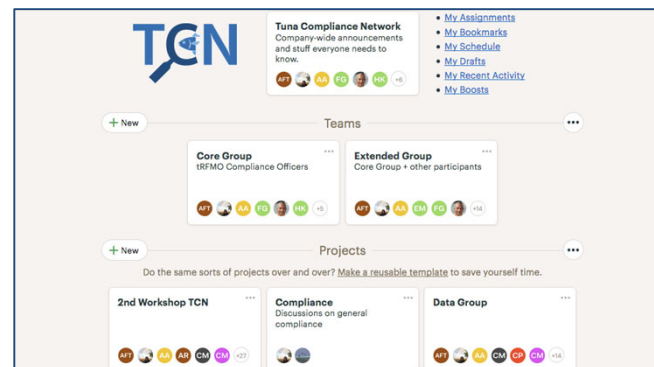 TCN
Tuna Compliance Network
Company-wide announcements
and stuff everyone needs to
know.
AFT AA FG HK +6
My Assignments
My Bookmarks
My Schedule
My Drafts
My Recent Activity
My Boosts
+ New
Teams
Core Group
tRFMO Compliance Officers
AFT AA FG HK +5
Extended Group
Core Group + other participants
AFT AA EM FG +14
+ New
Projects
Do the same sorts of projects over and over? Make a reusable template to save yourself time.
2nd Workshop TCN
AFT AA AR CM CM +27
Compliance
Discussions on general
compliance
Data Group
AFT AA CM CP CM +14